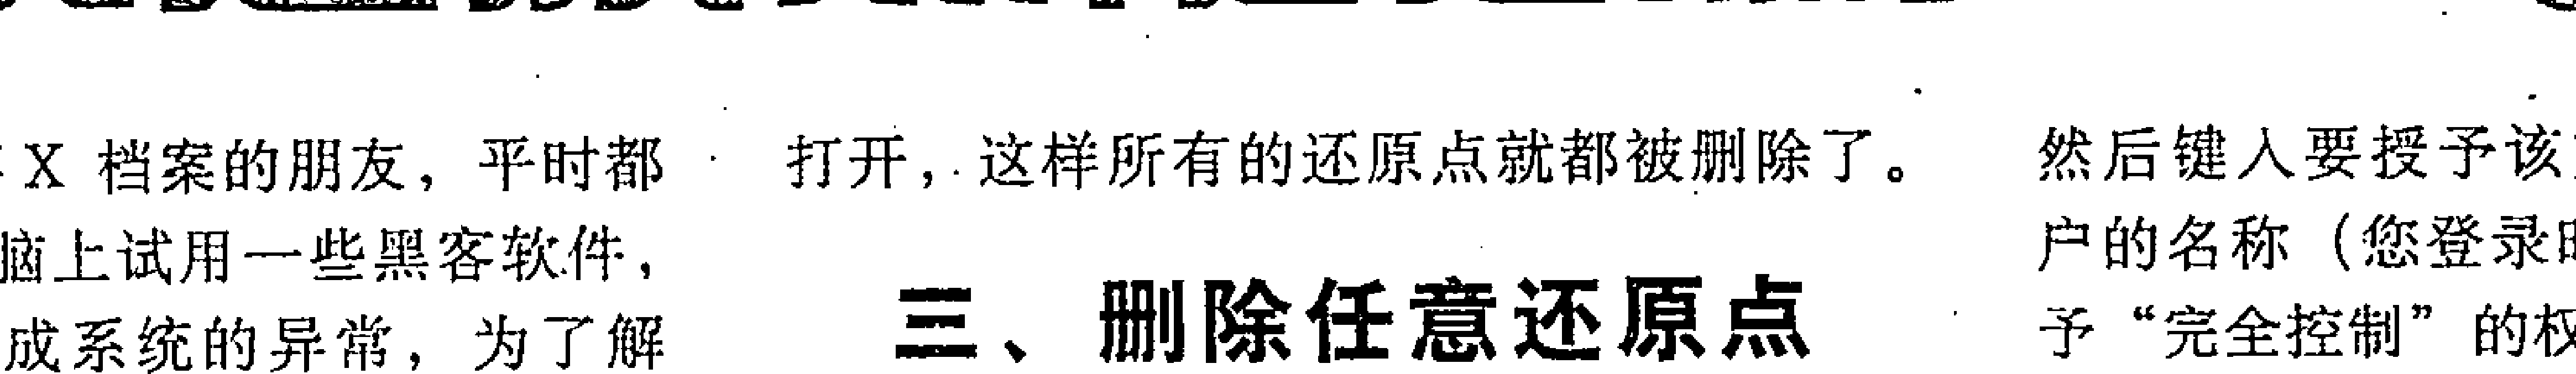 X 档案的朋友，平时都
脑上试用一些黑客软件，
成系统的异常，为了解
打开，这样所有的还原点就都被删除了。
三、删除任意还原点
然后键入要授予该
户的名称（您登录时
予“完全控制”的权